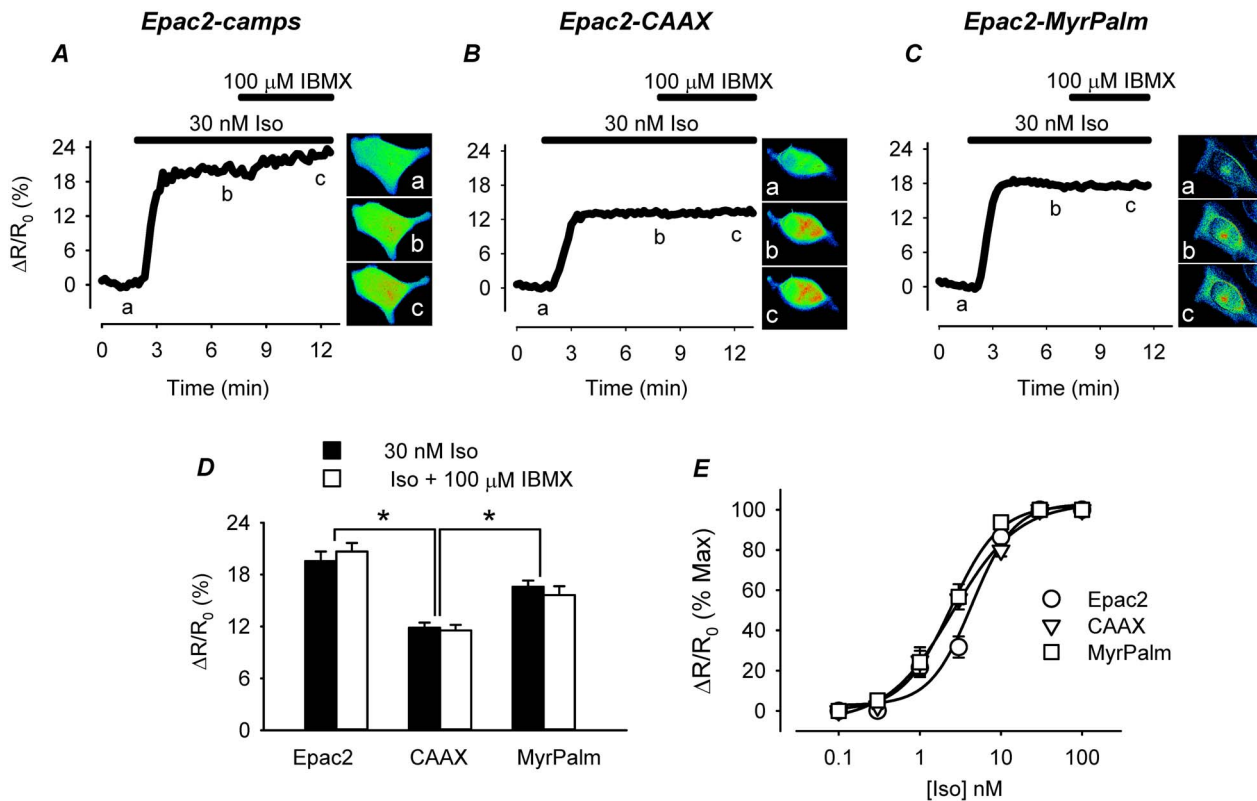 Epac2-camps
Epac2-CAAX
Epac2-MyrPalm
A
100 μM IBMX
30 nM Iso
24
18
12
6
0
ΔR/R0 (%)
a
b
c
a
b
c
0 3 6 9 12
Time (min)
B
100 μM IBMX
30 nM Iso
24
18
12
6
0
a
b
c
a
b
c
0 3 6 9 12
Time (min)
C
100 μM IBMX
30 nM Iso
24
18
12
6
0
a
b
c
a
b
c
0 3 6 9 12
Time (min)
D
30 nM Iso
Iso + 100 μM IBMX
* *
24
18
12
6
0
ΔR/R0 (%)
Epac2 CAAX MyrPalm
E
100
80
60
40
20
0
ΔR/R0 (% Max)
Epac2
CAAX
MyrPalm
0.1 1 10 100
[Iso] nM